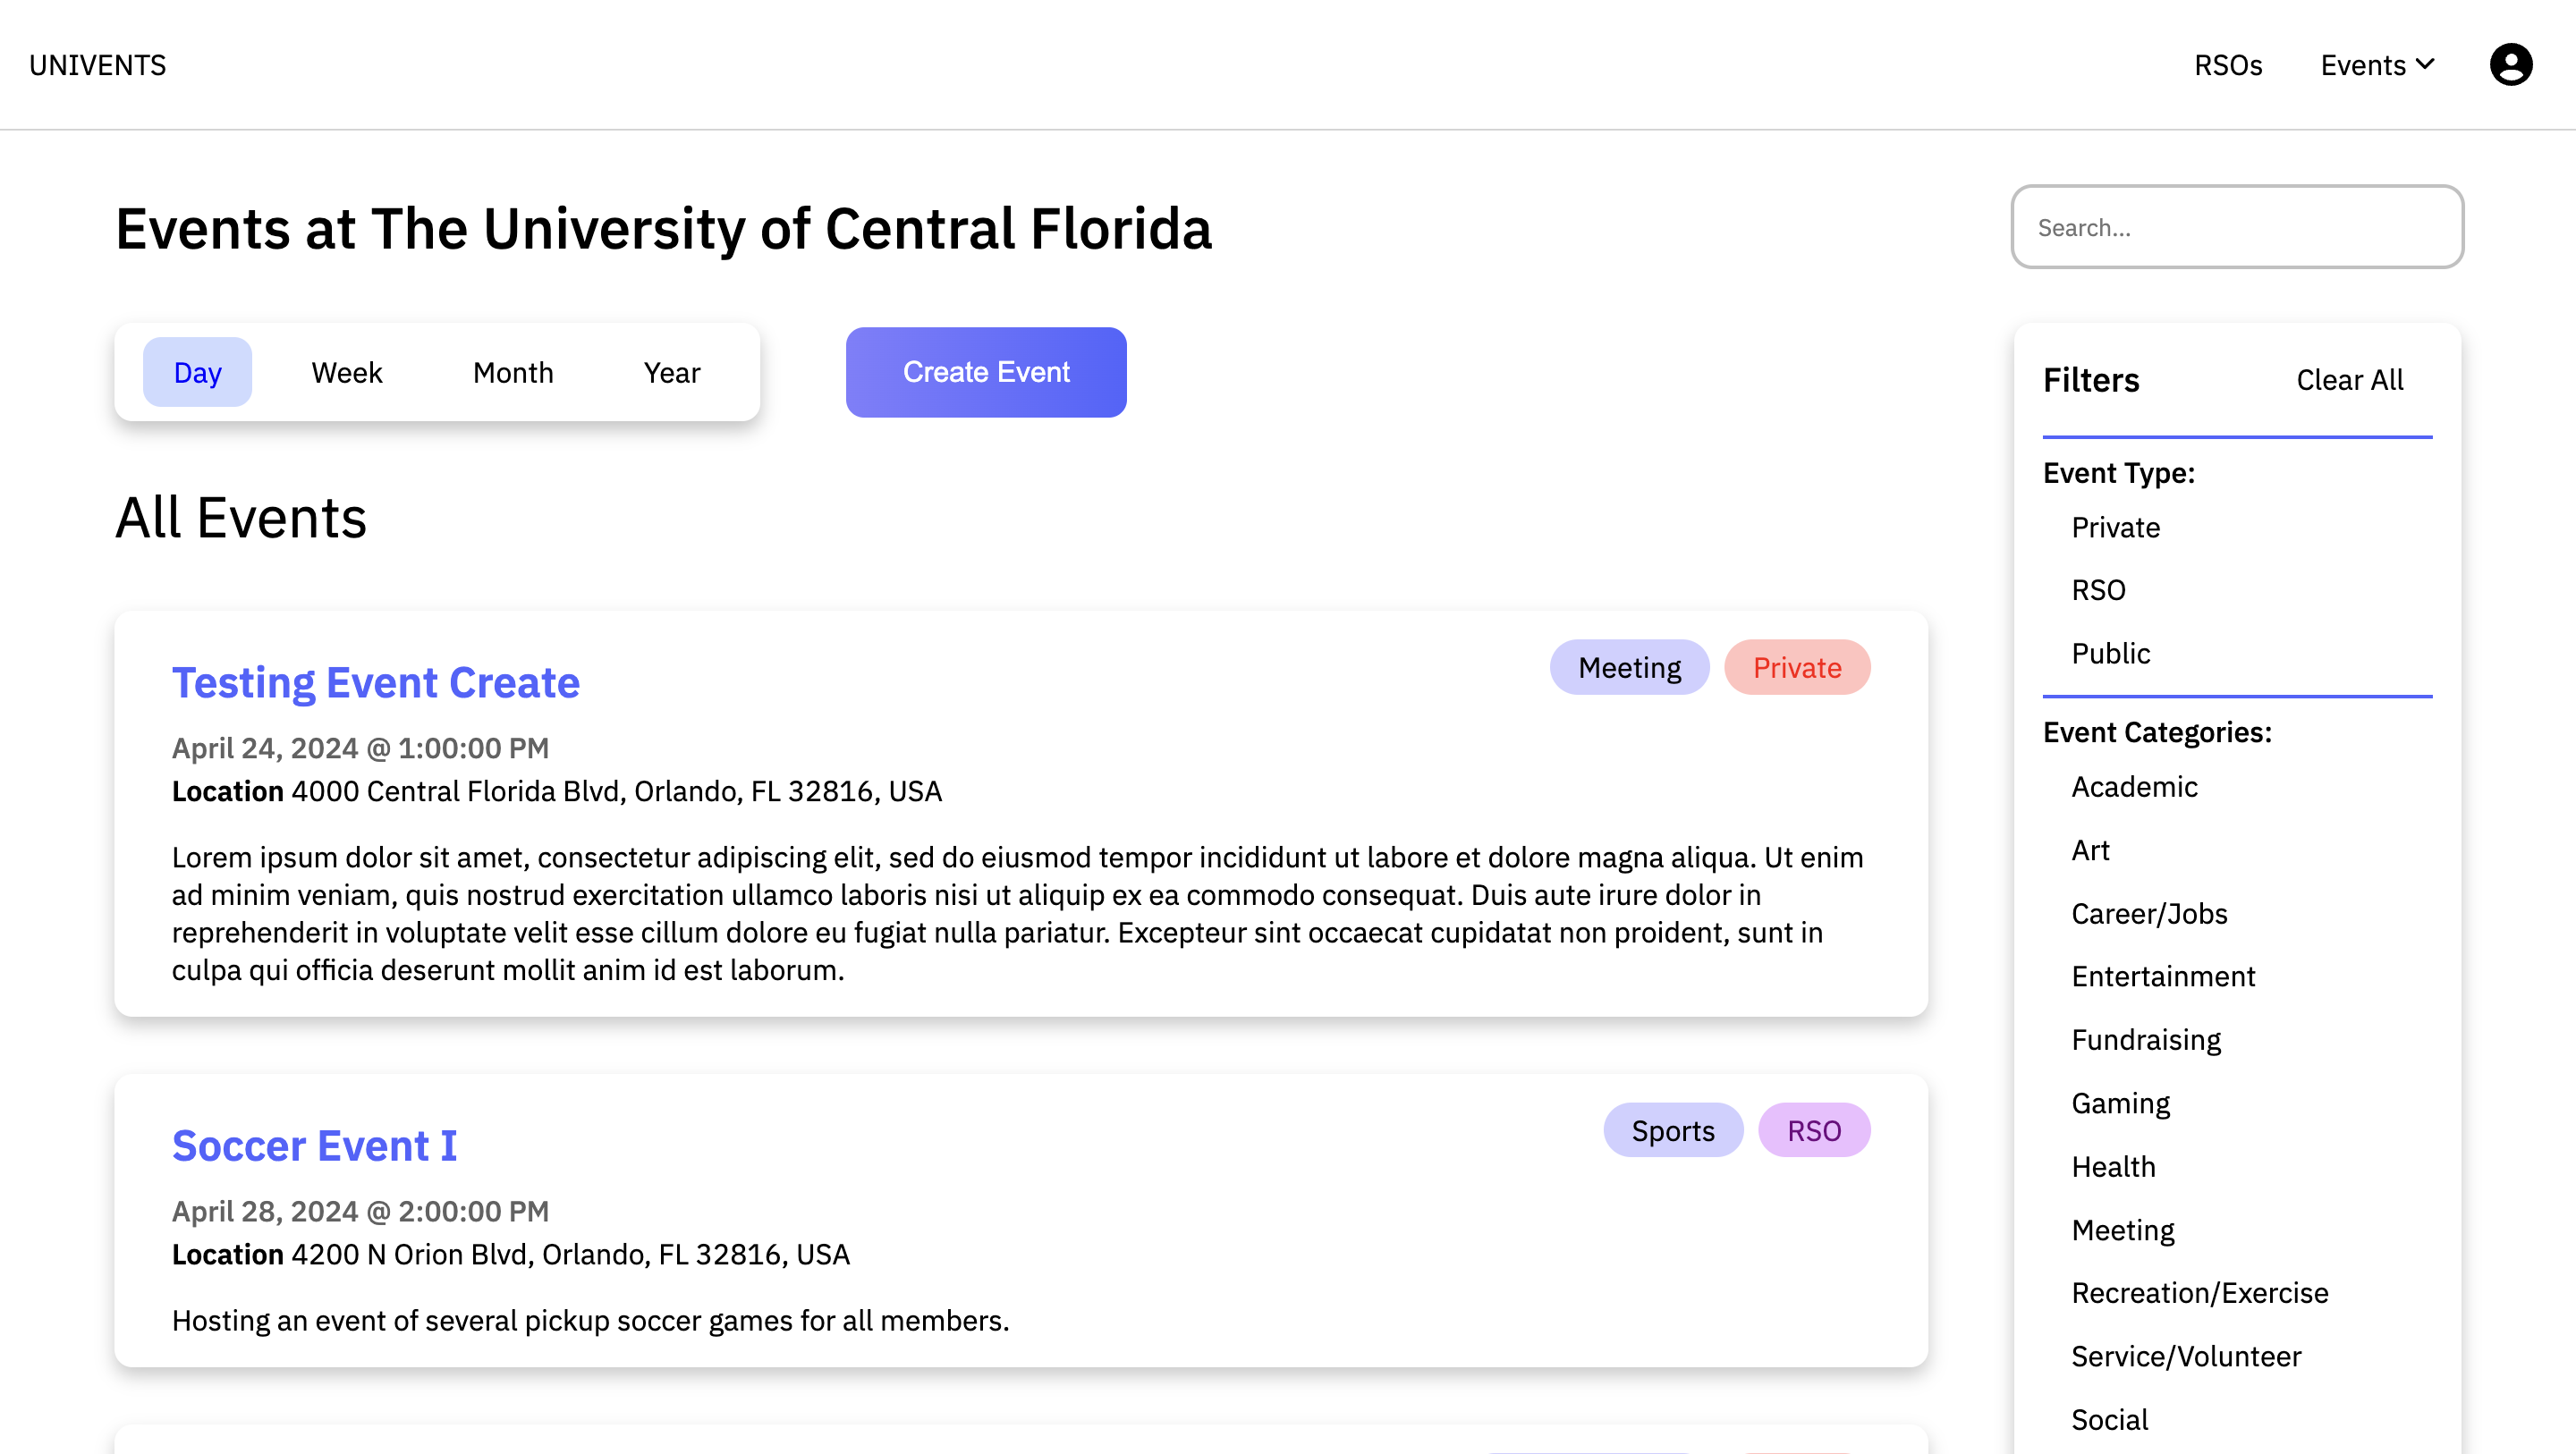 UNIVENTS
RSOs
Events
Events at The University of Central Florida
Search...
Day
Week
Month
Year
Create Event
All Events
Testing Event Create
Meeting
Private
April 24, 2024 @ 1:00:00 PM
Location 4000 Central Florida Blvd, Orlando, FL 32816, USA
Lorem ipsum dolor sit amet, consectetur adipiscing elit, sed do eiusmod tempor incididunt ut labore et dolore magna aliqua. Ut enim
ad minim veniam, quis nostrud exercitation ullamco laboris nisi ut aliquip ex ea commodo consequat. Duis aute irure dolor in
reprehenderit in voluptate velit esse cillum dolore eu fugiat nulla pariatur. Excepteur sint occaecat cupidatat non proident, sunt in
culpa qui officia deserunt mollit anim id est laborum.
Soccer Event I
Sports
RSO
April 28, 2024 @ 2:00:00 PM
Location 4200 N Orion Blvd, Orlando, FL 32816, USA
Hosting an event of several pickup soccer games for all members.
Filters
Clear All
Event Type:
Private
RSO
Public
Event Categories:
Academic
Art
Career/Jobs
Entertainment
Fundraising
Gaming
Health
Meeting
Recreation/Exercise
Service/Volunteer
Social